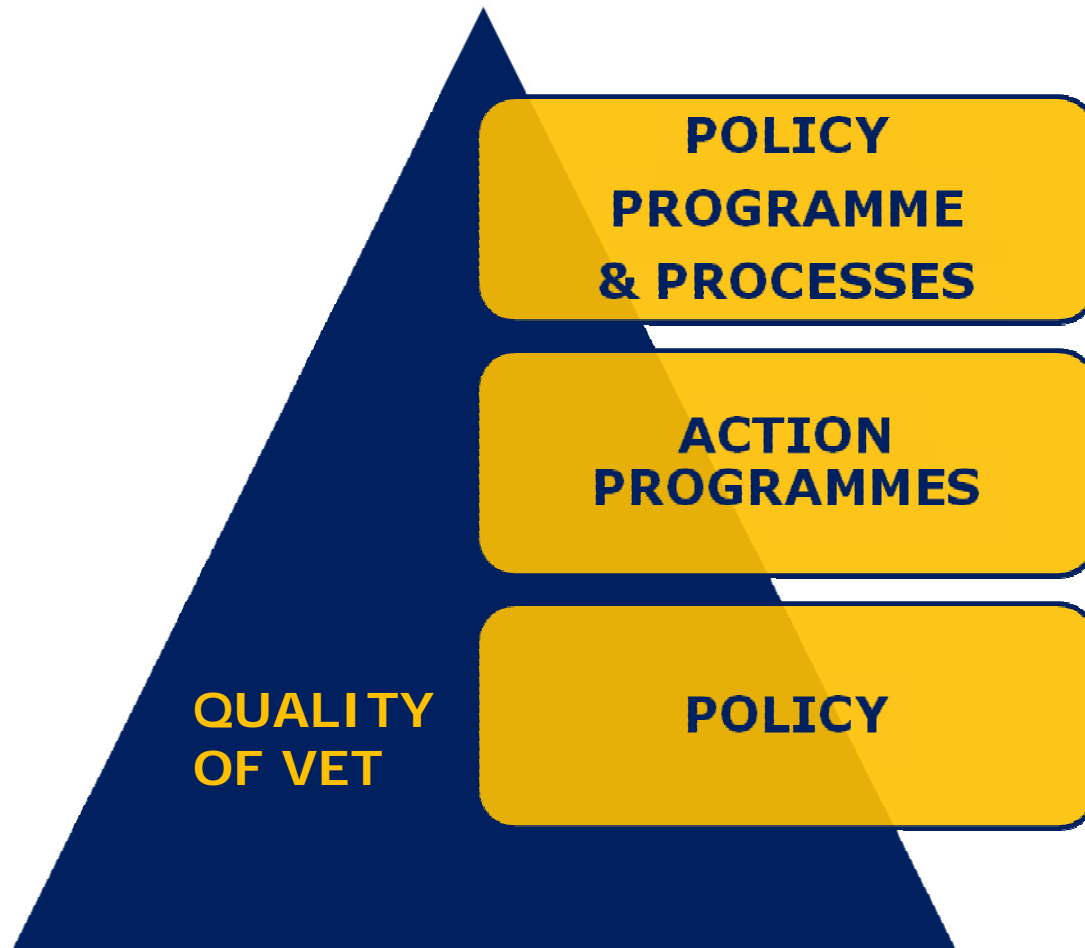 POLICY
PROGRAMME
& PROCESSES
ACTION
PROGRAMMES
QUALITY
OF VET
POLICY